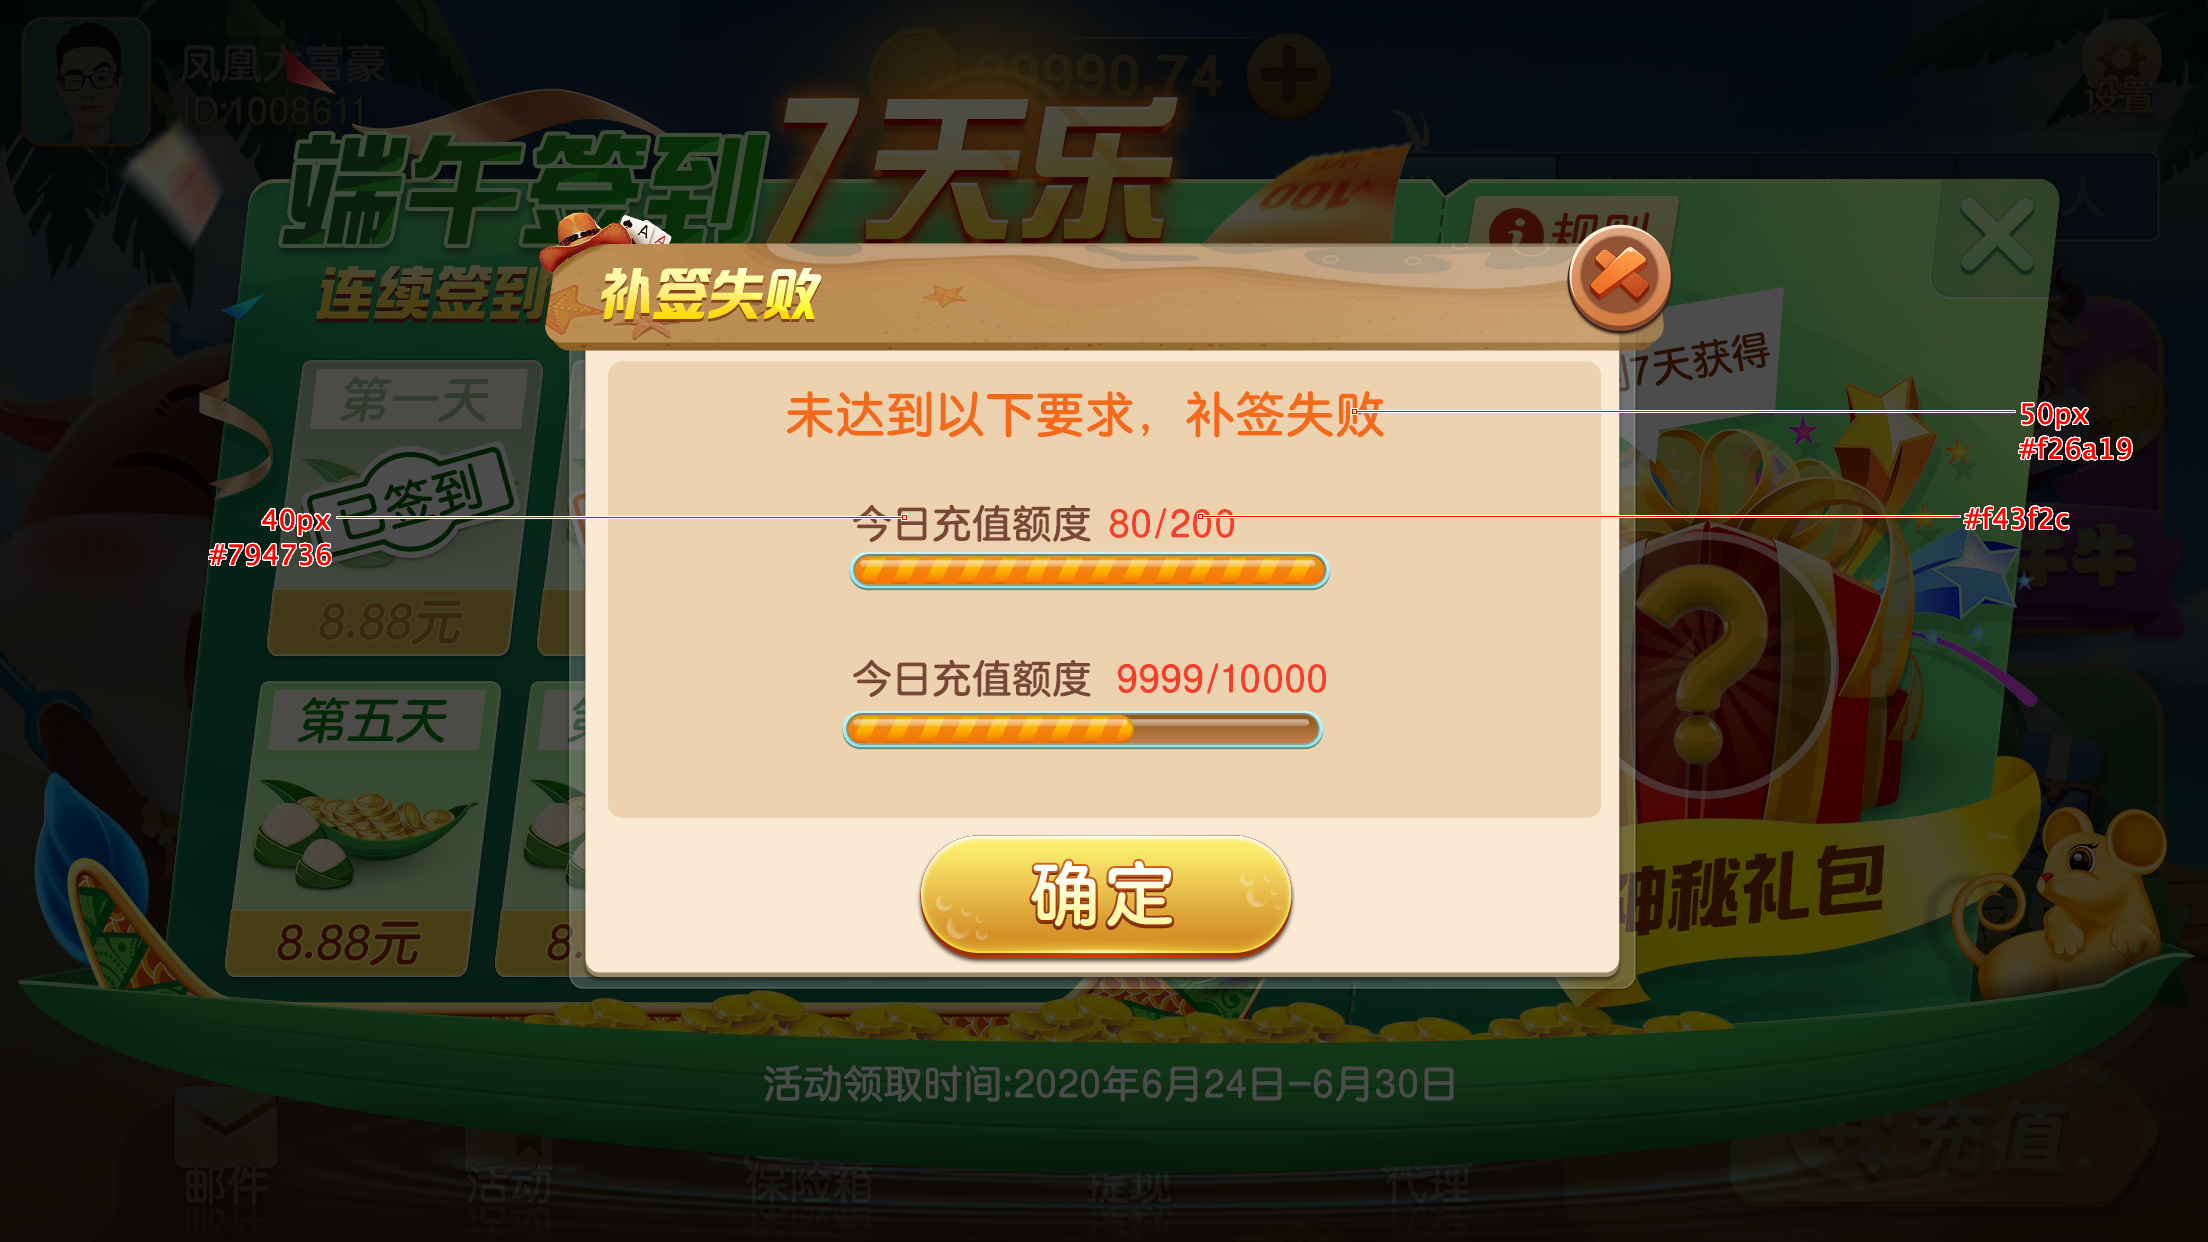 凤凰大富豪
ID:1008611
99990.74
设置
端午签到7天乐
规则
连续签到
补签失败
7天获得
第一天
已签到
8.88元
未达到以下要求，补签失败
50px
#f26a19
40px
#794736
今日充值额度 80/200
#f43f2c
今日充值额度 9999/10000
第五天
8.88元
8.
确定
神秘礼包
牛牛
活动领取时间:2020年6月24日-6月30日
邮件
活动
保险箱
提现
代理
充值